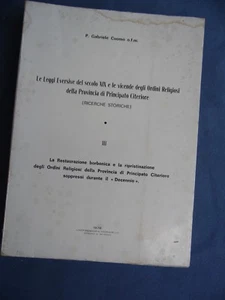 P. Gabriele Cuomo o.f.m.
Le Leggi Eversive del secolo XIX e le vicende degli Ordini Religiosi
della Provincia di Principato Citeriore
(RICERCHE STORICHE)
III
La Restaurazione borbonica e la ripristinazione
degli Ordini Religiosi della Provincia di Principato Citeriore
soppressi durante il « Decennio ».